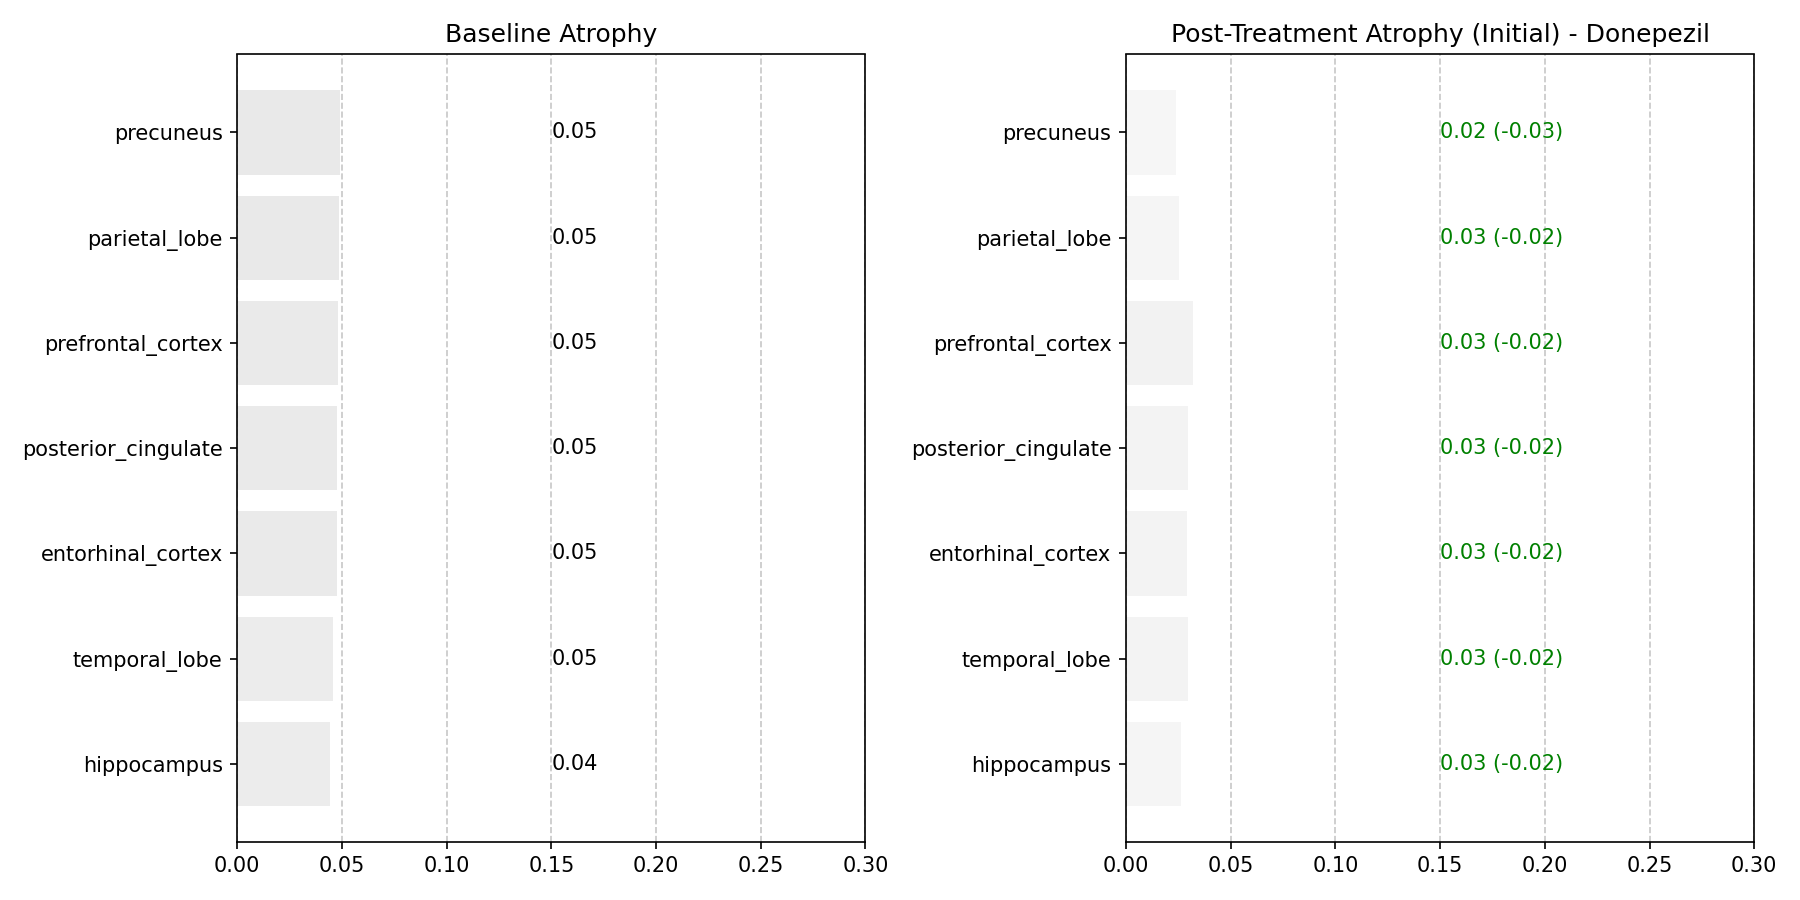 Baseline Atrophy
precuneus 0.05
parietal_lobe 0.05
prefrontal_cortex 0.05
posterior_cingulate 0.05
entorhinal_cortex 0.05
temporal_lobe 0.05
hippocampus 0.04
0.00 0.05 0.10 0.15 0.20 0.25 0.30
Post-Treatment Atrophy (Initial) - Donepezil
precuneus 0.02 (-0.03)
parietal_lobe 0.03 (-0.02)
prefrontal_cortex 0.03 (-0.02)
posterior_cingulate 0.03 (-0.02)
entorhinal_cortex 0.03 (-0.02)
temporal_lobe 0.03 (-0.02)
hippocampus 0.03 (-0.02)
0.00 0.05 0.10 0.15 0.20 0.25 0.30